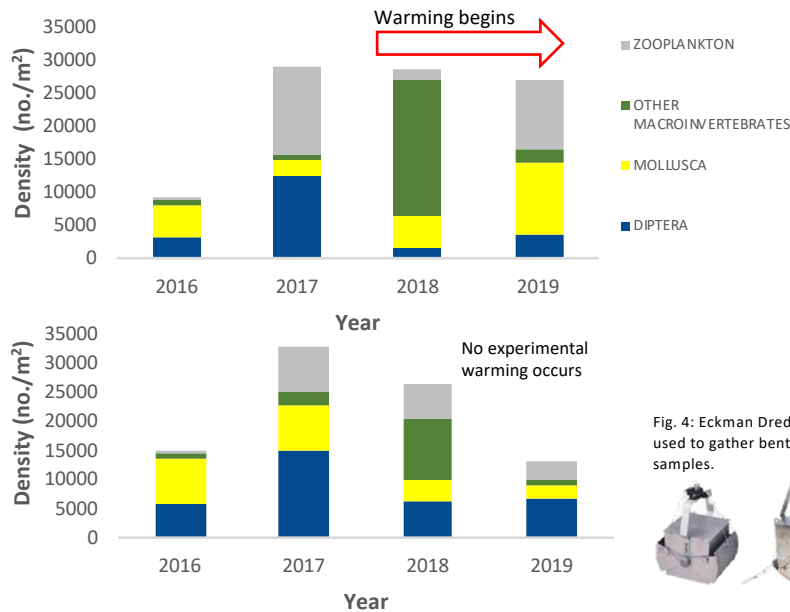 Warming begins
35000
30000
25000
20000
15000
10000
5000
0
Density (no./m²)
2016 2017 2018 2019
Year
ZOOPLANKTON
OTHER
MACROINVERTEBRATES
MOLLUSCA
DIPTERA
35000
30000
25000
20000
15000
10000
5000
0
Density (no./m²)
No experimental
warming occurs
2016 2017 2018 2019
Year
Fig. 4: Eckman Dred
used to gather bent
samples.